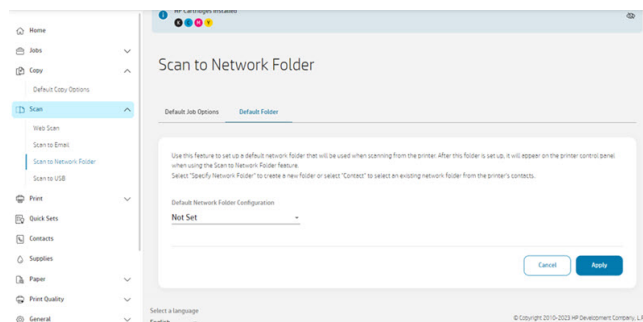 HP Cartridges Installed
K C M Y
Home
Jobs
Copy
Default Copy Options
Scan
Web Scan
Scan to Email
Scan to Network Folder
Scan to USB
Print
Quick Sets
Contacts
Supplies
Paper
Print Quality
General
Scan to Network Folder
Default Job Options Default Folder
Use this feature to set up a default network folder that will be used when scanning from the printer. After this folder is set up, it will appear on the printer control panel
when using the Scan to Network Folder feature.
Select "Specify Network Folder" to create a new folder or select "Contact" to select an existing network folder from the printer's contacts.
Default Network Folder Configuration
Not Set
Cancel Apply
Select a language
English
© Copyright 2010-2023 HP Development Company, L.P